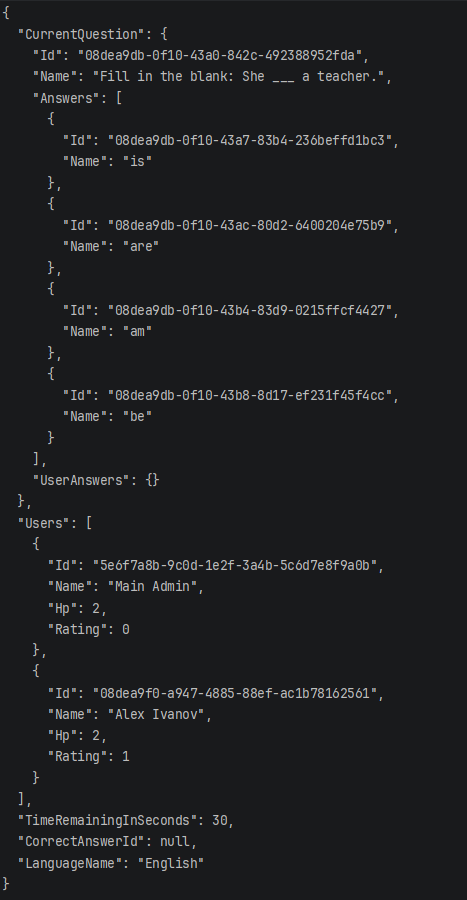 {
  "CurrentQuestion": {
    "Id": "08dea9db-0f10-43a0-842c-492388952fda",
    "Name": "Fill in the blank: She ___ a teacher.",
    "Answers": [
      {
        "Id": "08dea9db-0f10-43a7-83b4-236beffd1bc3",
        "Name": "is"
      },
      {
        "Id": "08dea9db-0f10-43ac-80d2-6400204e75b9",
        "Name": "are"
      },
      {
        "Id": "08dea9db-0f10-43b4-83d9-0215ffcf4427",
        "Name": "am"
      },
      {
        "Id": "08dea9db-0f10-43b8-8d17-ef231f45f4cc",
        "Name": "be"
      }
    ],
    "UserAnswers": {}
  },
  "Users": [
    {
      "Id": "5e6f7a8b-9c0d-1e2f-3a4b-5c6d7e8f9a0b",
      "Name": "Main Admin",
      "Hp": 2,
      "Rating": 0
    },
    {
      "Id": "08dea9f0-a947-4885-88ef-ac1b78162561",
      "Name": "Alex Ivanov",
      "Hp": 2,
      "Rating": 1
    }
  ],
  "TimeRemainingInSeconds": 30,
  "CorrectAnswerId": null,
  "LanguageName": "English"
}